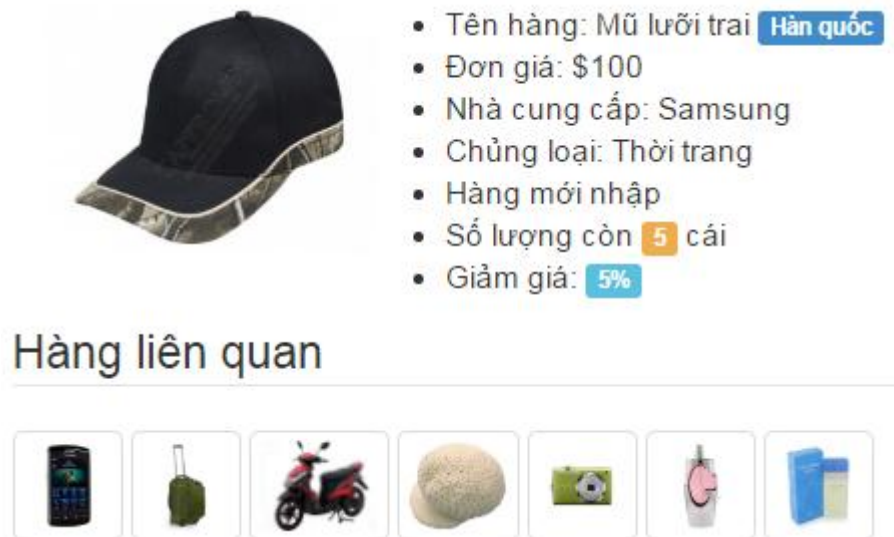 Tên hàng: Mũ lưỡi trai Hàn quốc
Đơn giá: $100
Nhà cung cấp: Samsung
Chủng loại: Thời trang
Hàng mới nhập
Số lượng còn 5 cái
Giảm giá: 5%
Hàng liên quan